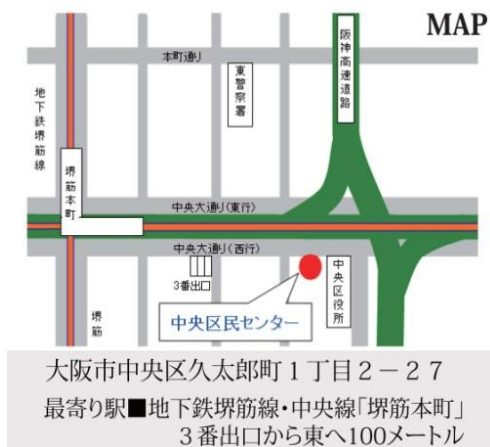 MAP
本町通り
阪神高速道路
東警察署
地下鉄堺筋線
堺筋本町
中央大通り(東行)
中央大通り(西行)
3番出口
中央区役所
堺筋
中央区民センター
大阪市中央区久太郎町1丁目2－27
最寄り駅■地下鉄堺筋線・中央線「堺筋本町」
3番出口から東へ100メートル